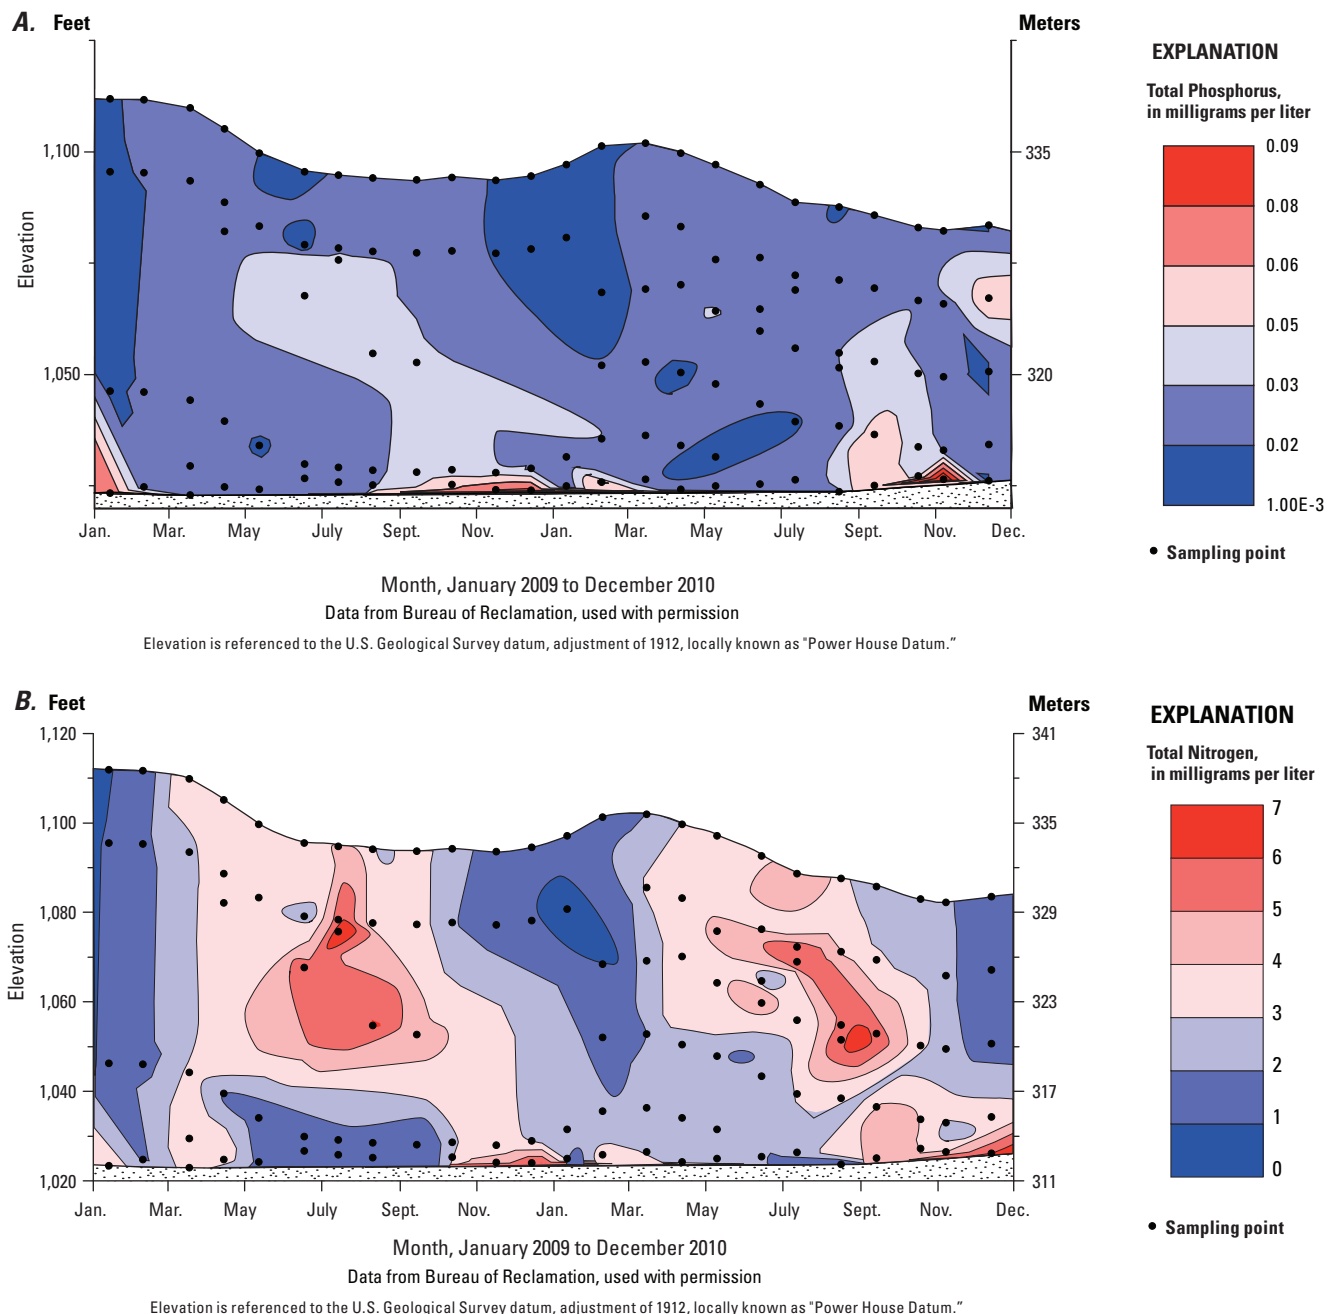 A. Feet
Meters
EXPLANATION
Total Phosphorus,
in milligrams per liter
0.09
0.08
0.06
0.05
0.03
0.02
1.00E-3
Sampling point
1,100
1,050
335
320
Elevation
Jan. Mar. May July Sept. Nov. Jan. Mar. May July Sept. Nov. Dec.
Month, January 2009 to December 2010
Data from Bureau of Reclamation, used with permission
Elevation is referenced to the U.S. Geological Survey datum, adjustment of 1912, locally known as "Power House Datum."
B. Feet
Meters
EXPLANATION
Total Nitrogen,
in milligrams per liter
7
6
5
4
3
2
1
0
Sampling point
1,120
1,100
1,080
1,060
1,040
1,020
341
335
329
323
317
311
Elevation
Jan. Mar. May July Sept. Nov. Jan. Mar. May July Sept. Nov. Dec.
Month, January 2009 to December 2010
Data from Bureau of Reclamation, used with permission
Elevation is referenced to the U.S. Geological Survey datum, adjustment of 1912, locally known as "Power House Datum."